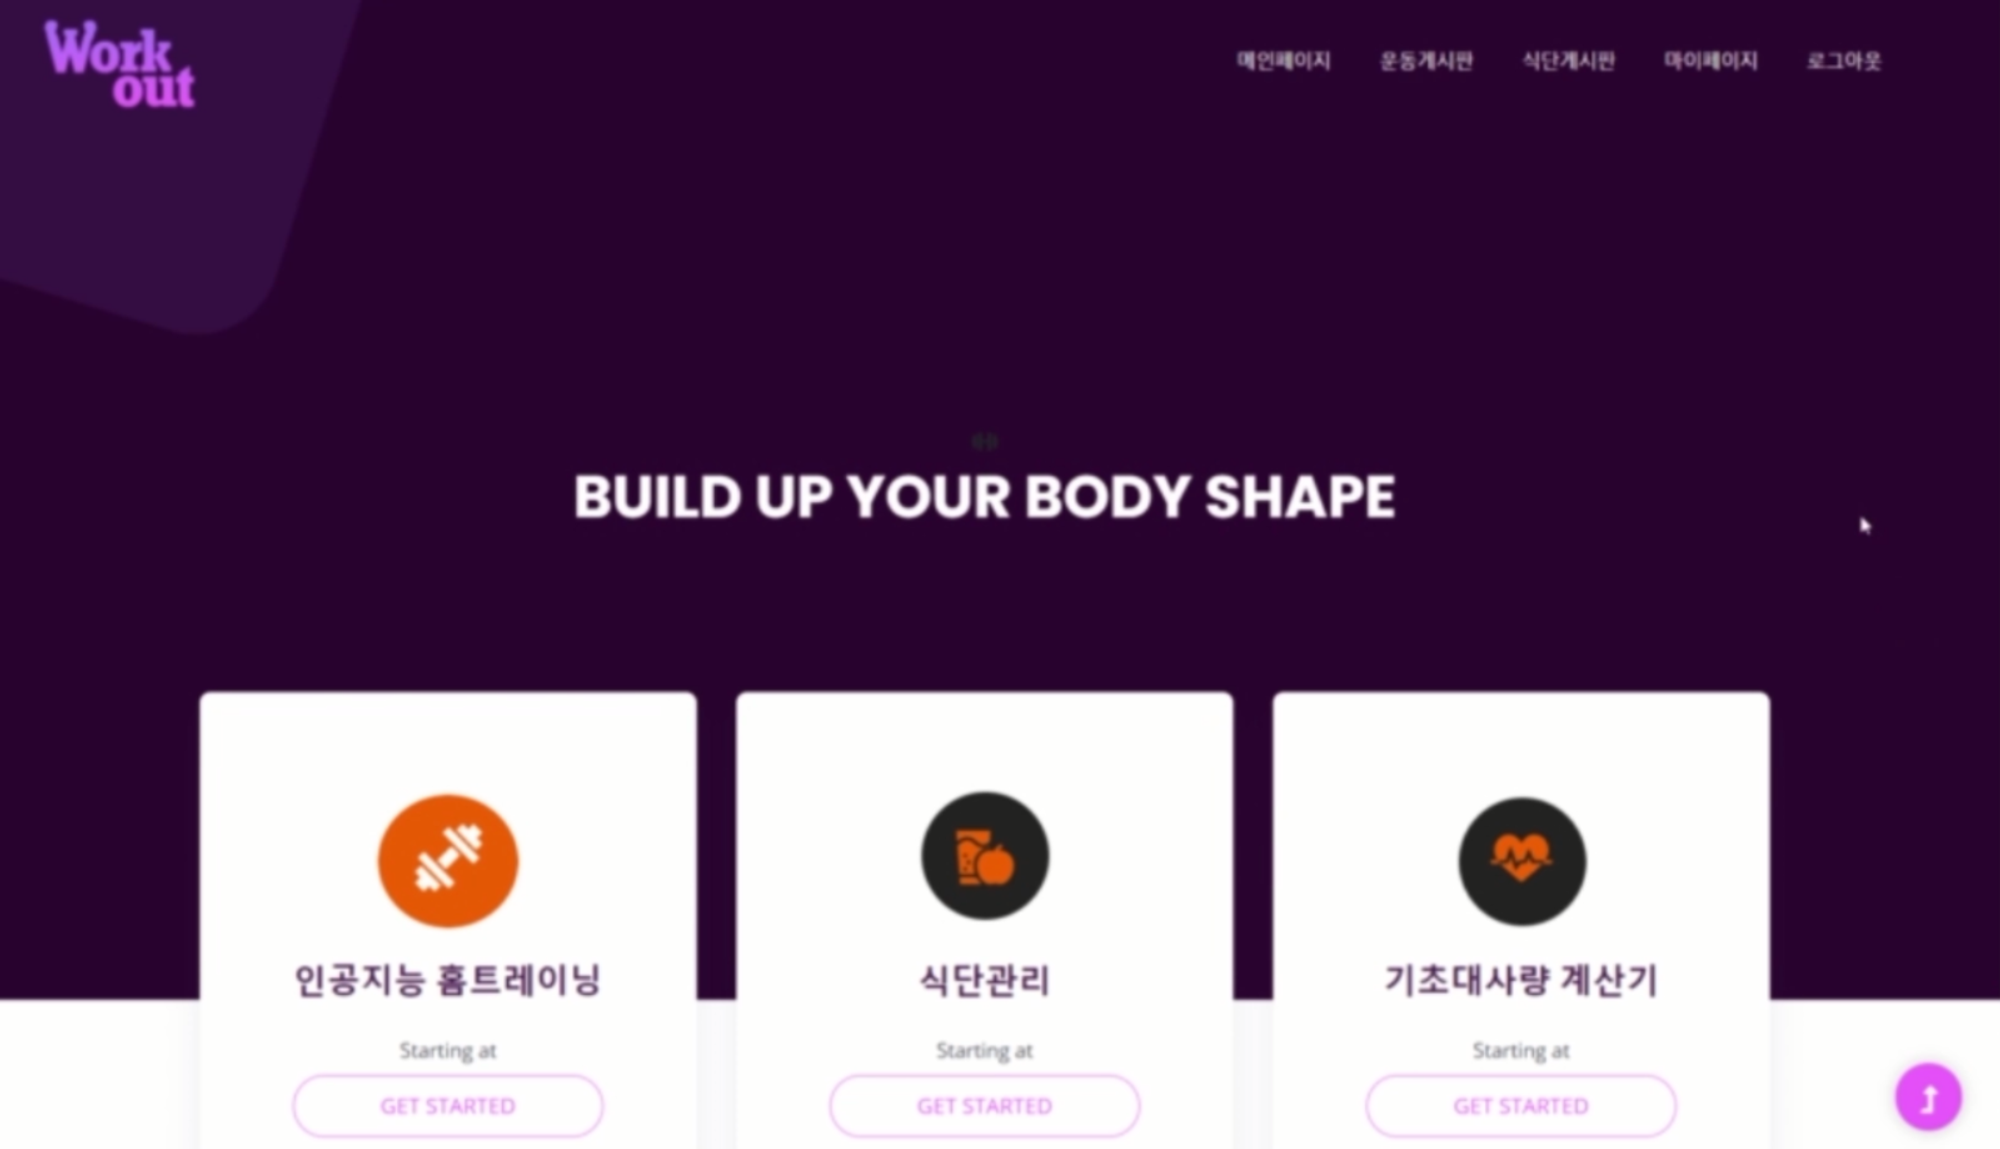 Work
out
메인페이지 운동게시판 식단게시판 마이페이지 로그아웃
BUILD UP YOUR BODY SHAPE
인공지능 홈트레이닝
Starting at
GET STARTED
식단관리
Starting at
GET STARTED
기초대사량 계산기
Starting at
GET STARTED